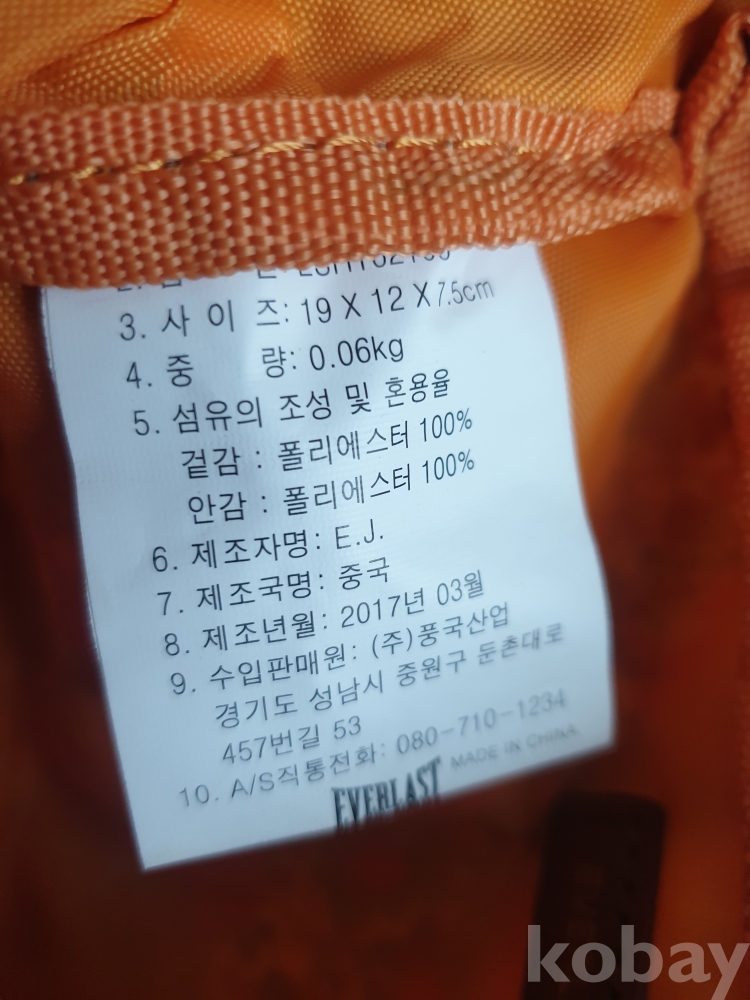 3. 사 이 즈: 19 X 12 X 7.5cm
4. 중 량: 0.06kg
5. 섬유의 조성 및 혼용율
겉감 : 폴리에스터 100%
안감 : 폴리에스터 100%
6. 제조자명: E.J.
7. 제조국명: 중국
8. 제조년월: 2017년 03월
9. 수입판매원: (주)풍국산업
경기도 성남시 중원구 둔촌대로
457번길 53
10. A/S직통전화: 080-710-1234
EVERLAST MADE IN CHINA
kobay